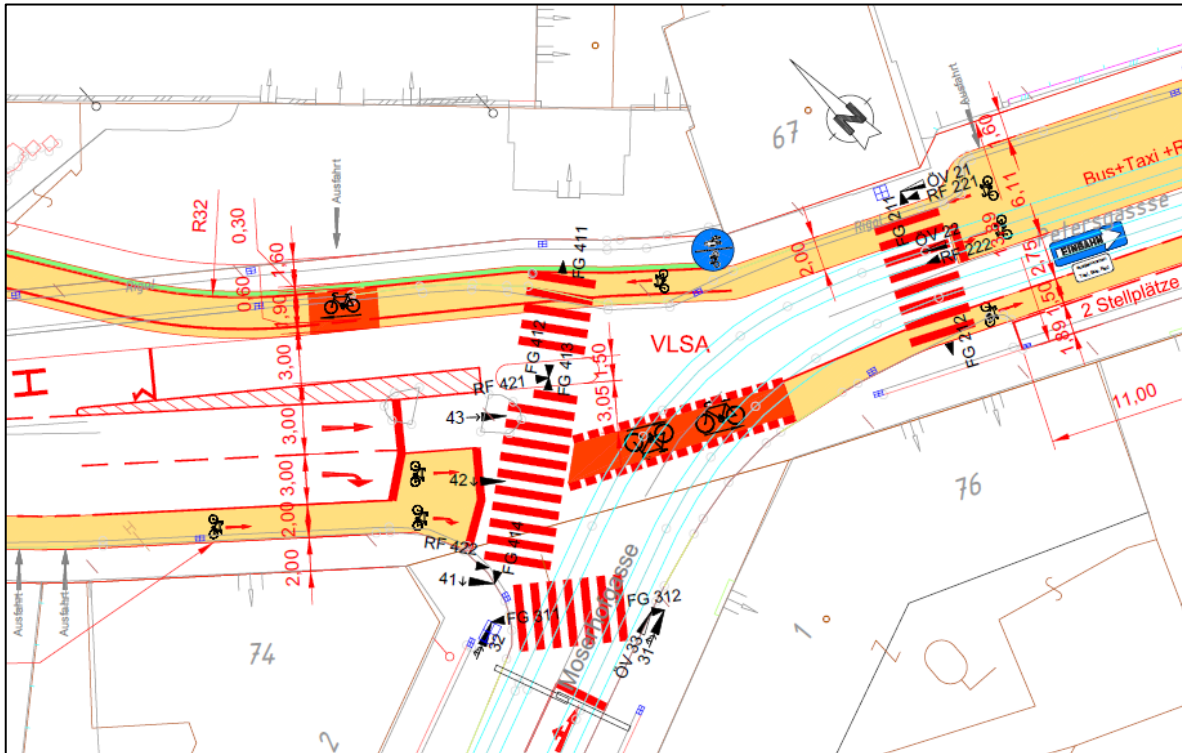 67
Ausfahrt
1,60
ÖV 21
RF 221
FG 211
6,11
Bus+Taxi +R
Petersgasse
13,89
ÖV 23
RF 222
2,75
EINBAHN
1,50
2 Stellplätze
1,89
FG 212
11,00
2,00
Rigol
R32
0,30
Ausfahrt
1,60
FG 411
0,60
Rigol
1,90
FG 412
FG 413
VLSA
H
3,00
RF 421
1,50
3,05
43
3,00
42
3,00
2,00
2,00
RF 422
FG 414
41
Ausfahrt
Ausfahrt
FG 311
FG 312
32
ÖV 33
31
Moserhofgasse
74
76
1
2
N